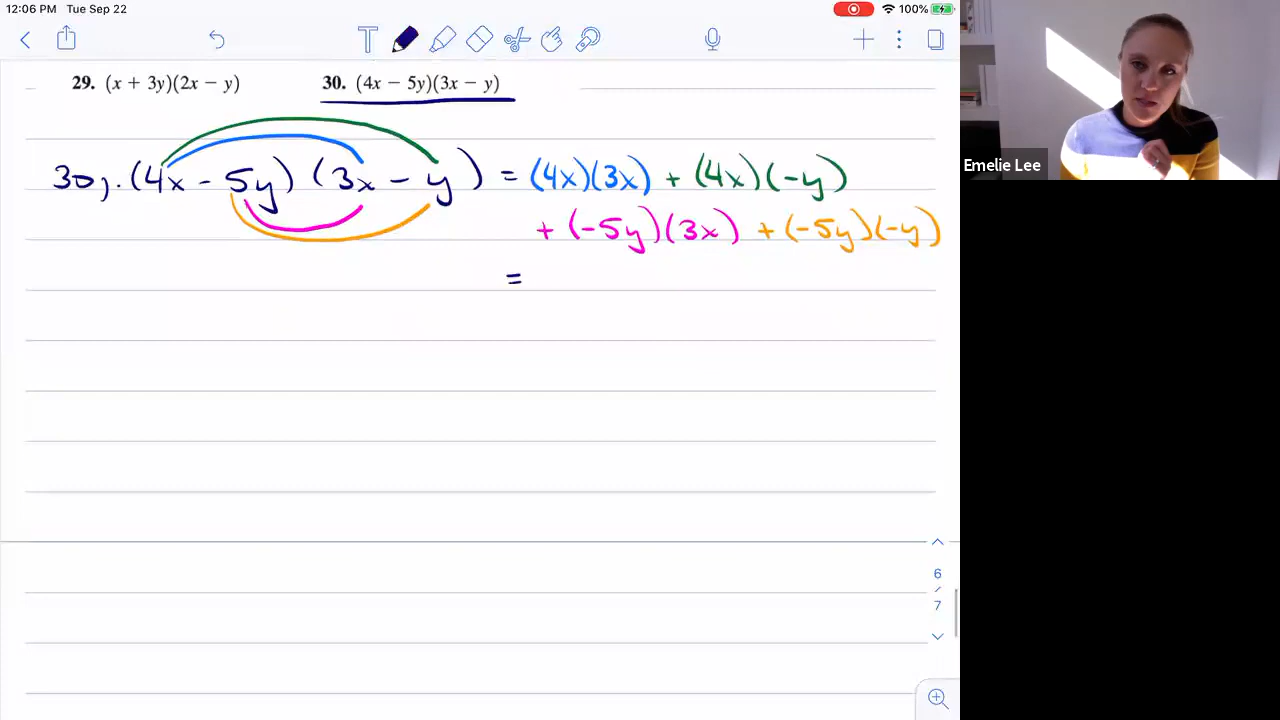 12:06 PM Tue Sep 22 100%
29. (x + 3y)(2x − y) 30. (4x − 5y)(3x − y)
30). (4x − 5y) (3x − y) = (4x)(3x) + (4x)(−y)
+ (−5y)(3x) + (−5y)(−y)
=
Emelie Lee
6
/
7